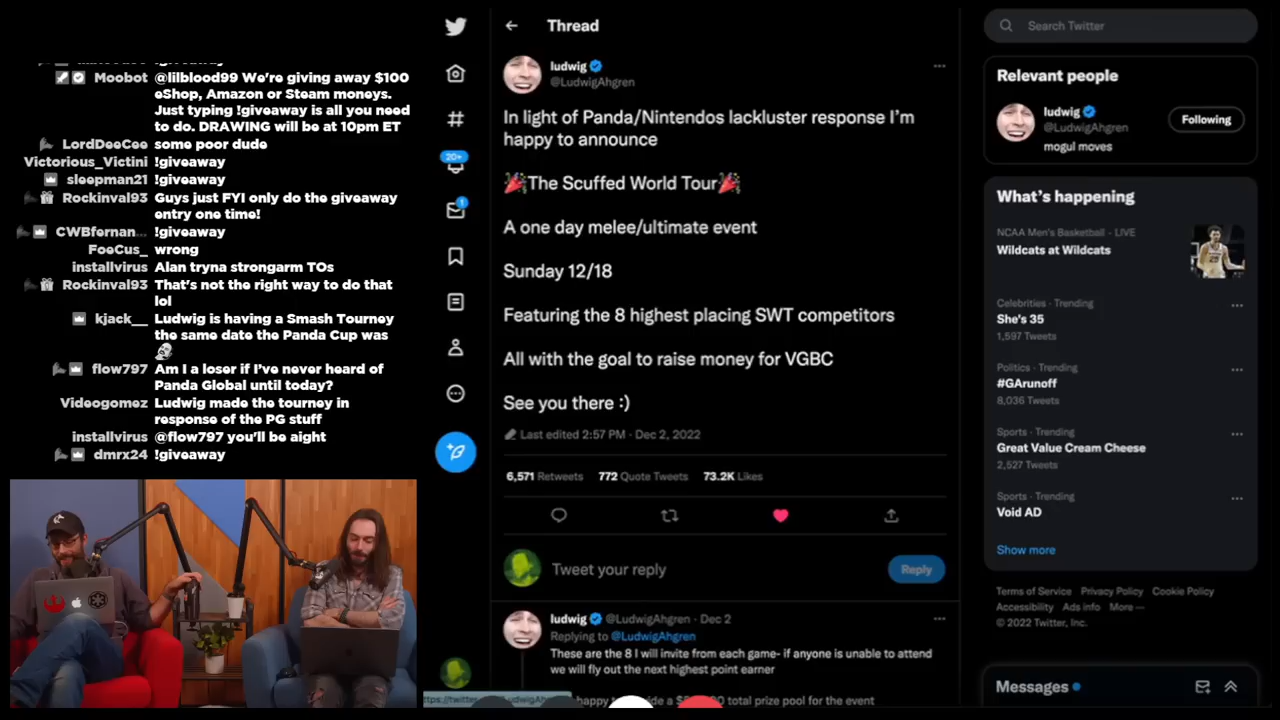 !giveaway
Moobot @lilblood99 We're giving away $100
eShop, Amazon or Steam moneys.
Just typing !giveaway is all you need
to do. DRAWING will be at 10pm ET
LordDeeCee some poor dude
Victorious_Victini !giveaway
sleepman21 !giveaway
Rockinval93 Guys just FYI only do the giveaway
entry one time!
CWBfernan... !giveaway
FoeCus_ wrong
installvirus Alan tryna strongarm TOs
Rockinval93 That's not the right way to do that
lol
kjack__ Ludwig is having a Smash Tourney
the same date the Panda Cup was
flow797 Am I a loser if I've never heard of
Panda Global until today?
Videogomez Ludwig made the tourney in
response of the PG stuff
installvirus @flow797 you'll be aight
dmrx24 !giveaway
20+
1
Thread
ludwig
@LudwigAhgren
In light of Panda/Nintendos lackluster response I'm
happy to announce
🎉The Scuffed World Tour🎉
A one day melee/ultimate event
Sunday 12/18
Featuring the 8 highest placing SWT competitors
All with the goal to raise money for VGBC
See you there :)
Last edited 2:57 PM · Dec 2, 2022
6,571 Retweets 772 Quote Tweets 73.2K Likes
Tweet your reply
Reply
ludwig @LudwigAhgren · Dec 2
Replying to @LudwigAhgren
These are the 8 I will invite from each game- if anyone is unable to attend
we will fly out the next highest point earner
total prize pool for the event
Search Twitter
Relevant people
ludwig
@LudwigAhgren
Following
mogul moves
What's happening
NCAA Men's Basketball · LIVE
Wildcats at Wildcats
Celebrities · Trending
She's 35
1,597 Tweets
Politics · Trending
#GArunoff
8,036 Tweets
Sports · Trending
Great Value Cream Cheese
2,527 Tweets
Sports · Trending
Void AD
Show more
Terms of Service Privacy Policy Cookie Policy
Accessibility Ads info More ···
© 2022 Twitter, Inc.
Messages